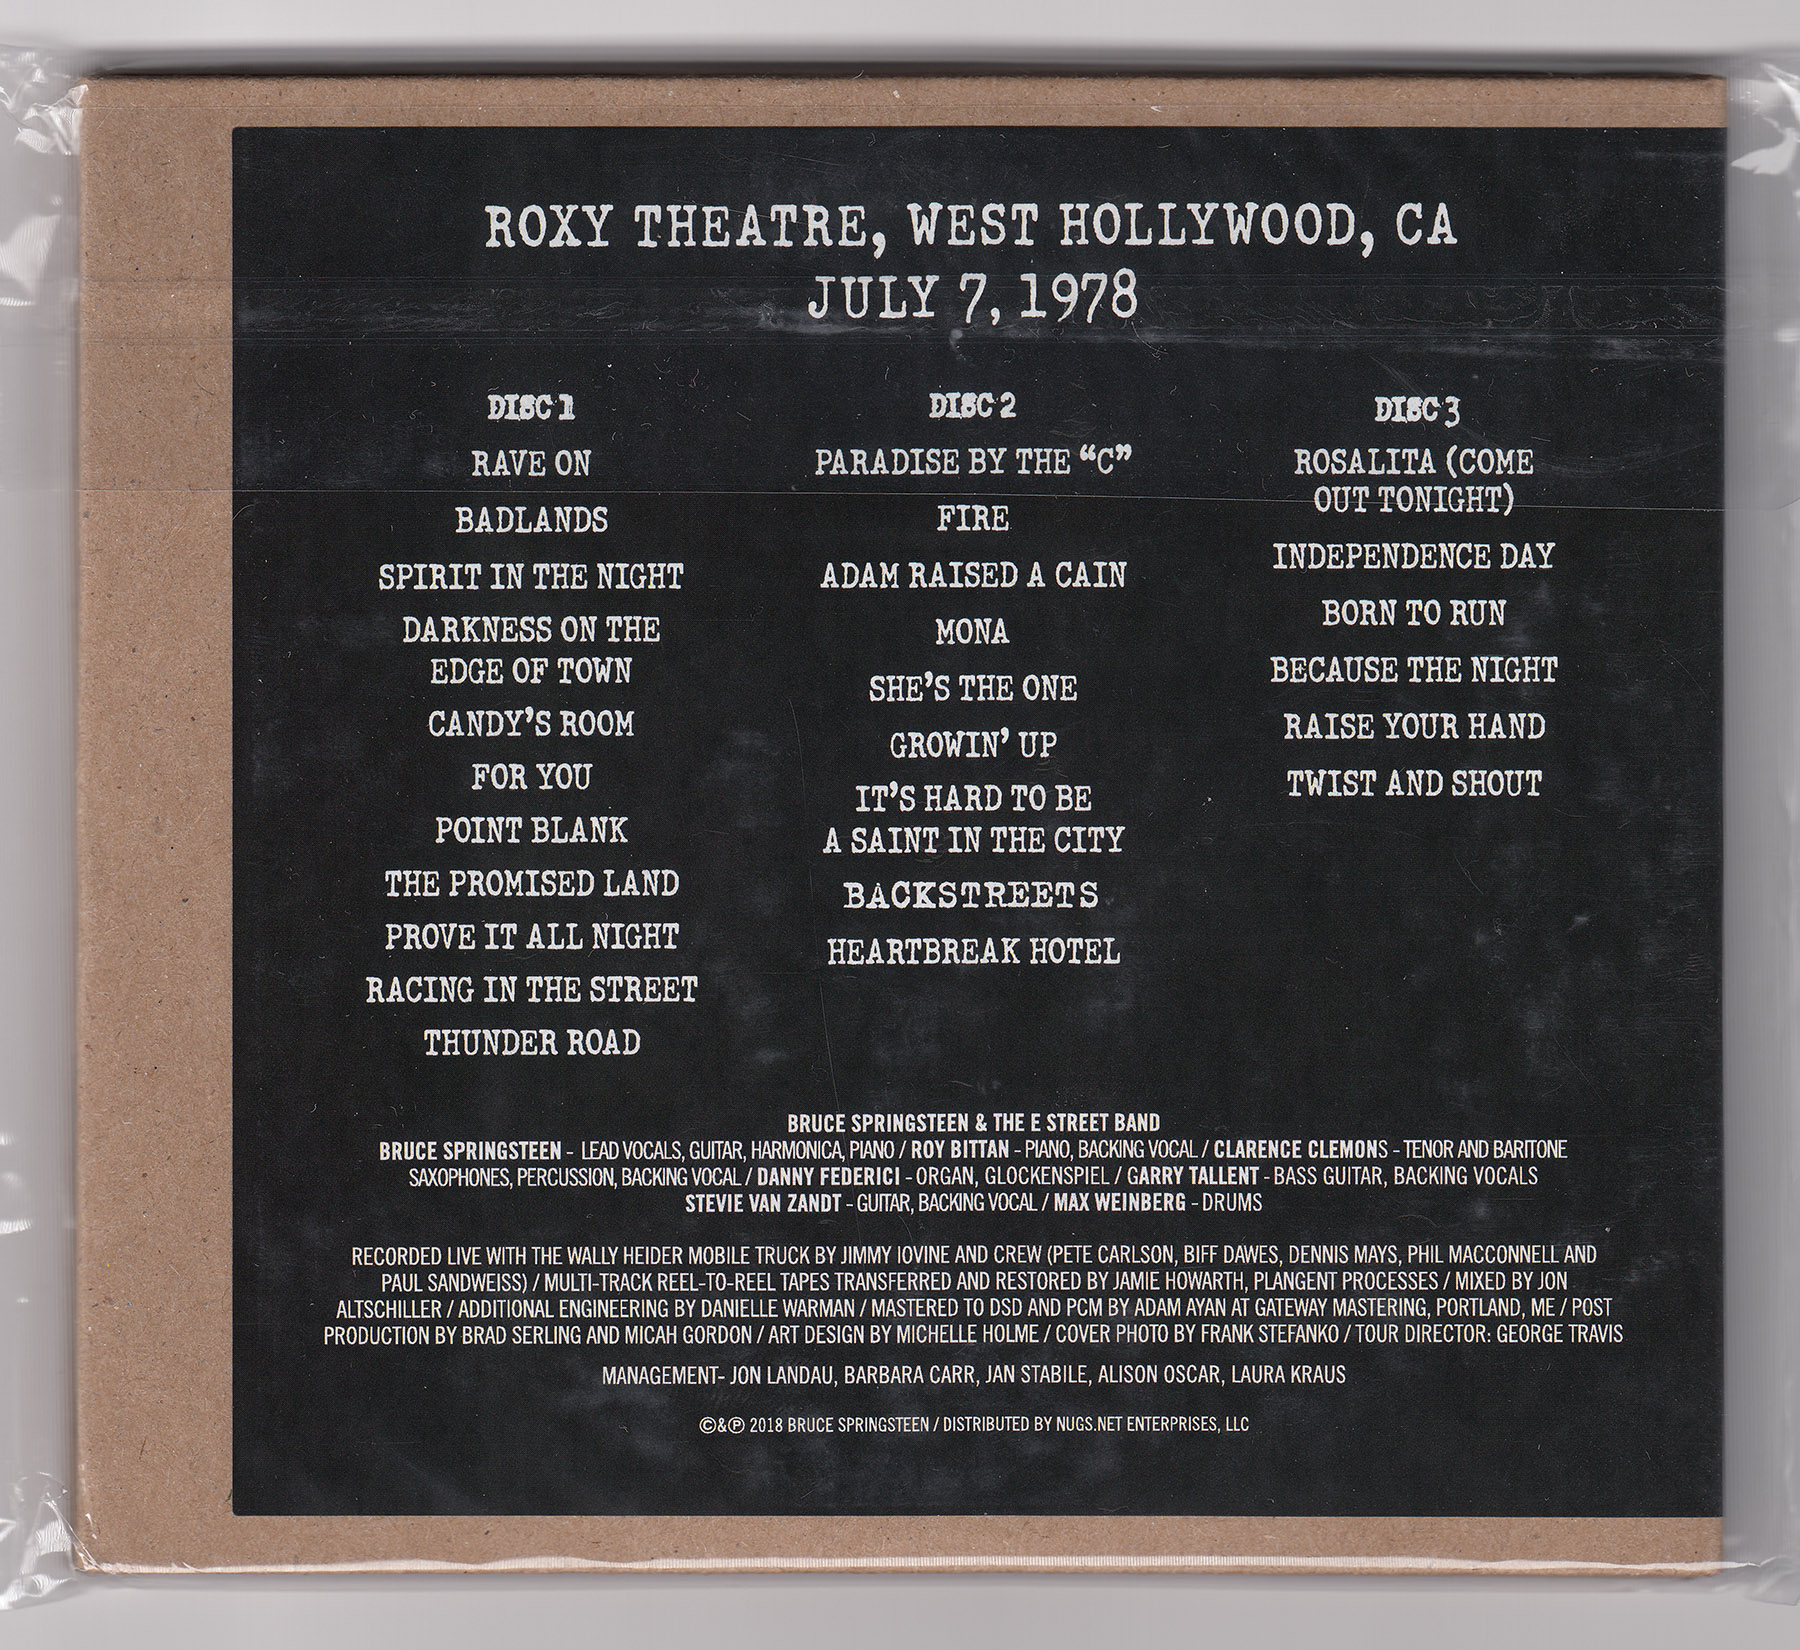 ROXY THEATRE, WEST HOLLYWOOD, CA
JULY 7, 1978
DISC 1
RAVE ON
BADLANDS
SPIRIT IN THE NIGHT
DARKNESS ON THE
EDGE OF TOWN
CANDY'S ROOM
FOR YOU
POINT BLANK
THE PROMISED LAND
PROVE IT ALL NIGHT
RACING IN THE STREET
THUNDER ROAD
DISC 2
PARADISE BY THE “C”
FIRE
ADAM RAISED A CAIN
MONA
SHE'S THE ONE
GROWIN' UP
IT'S HARD TO BE
A SAINT IN THE CITY
BACKSTREETS
HEARTBREAK HOTEL
DISC 3
ROSALITA (COME
OUT TONIGHT)
INDEPENDENCE DAY
BORN TO RUN
BECAUSE THE NIGHT
RAISE YOUR HAND
TWIST AND SHOUT
BRUCE SPRINGSTEEN & THE E STREET BAND
BRUCE SPRINGSTEEN - LEAD VOCALS, GUITAR, HARMONICA, PIANO / ROY BITTAN - PIANO, BACKING VOCAL / CLARENCE CLEMONS - TENOR AND BARITONE
SAXOPHONES, PERCUSSION, BACKING VOCAL / DANNY FEDERICI - ORGAN, GLOCKENSPIEL / GARRY TALLENT - BASS GUITAR, BACKING VOCALS
STEVIE VAN ZANDT - GUITAR, BACKING VOCAL / MAX WEINBERG - DRUMS
RECORDED LIVE WITH THE WALLY HEIDER MOBILE TRUCK BY JIMMY IOVINE AND CREW (PETE CARLSON, BIFF DAWES, DENNIS MAYS, PHIL MACCONNELL AND
PAUL SANDWEISS) / MULTI-TRACK REEL-TO-REEL TAPES TRANSFERRED AND RESTORED BY JAMIE HOWARTH, PLANGENT PROCESSES / MIXED BY JON
ALTSCHILLER / ADDITIONAL ENGINEERING BY DANIELLE WARMAN / MASTERED TO DSD AND PCM BY ADAM AYAN AT GATEWAY MASTERING, PORTLAND, ME / POST
PRODUCTION BY BRAD SERLING AND MICAH GORDON / ART DESIGN BY MICHELLE HOLME / COVER PHOTO BY FRANK STEFANKO / TOUR DIRECTOR: GEORGE TRAVIS
MANAGEMENT- JON LANDAU, BARBARA CARR, JAN STABILE, ALISON OSCAR, LAURA KRAUS
©&℗ 2018 BRUCE SPRINGSTEEN / DISTRIBUTED BY NUGS.NET ENTERPRISES, LLC